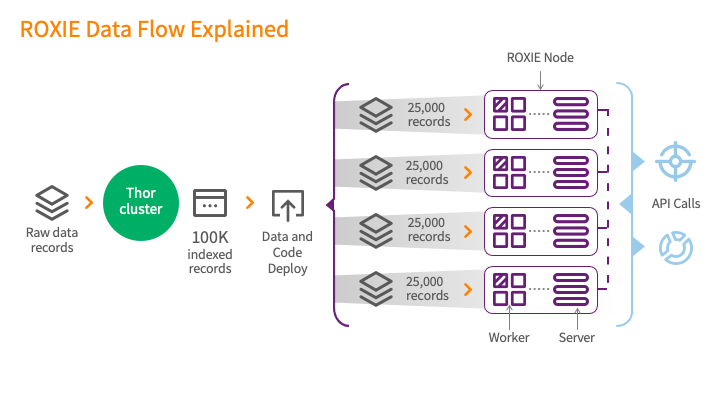 ROXIE Data Flow Explained
ROXIE Node
Raw data
records
Thor
cluster
100K
indexed
records
Data and
Code
Deploy
25,000
records
25,000
records
25,000
records
25,000
records
Worker
Server
API Calls